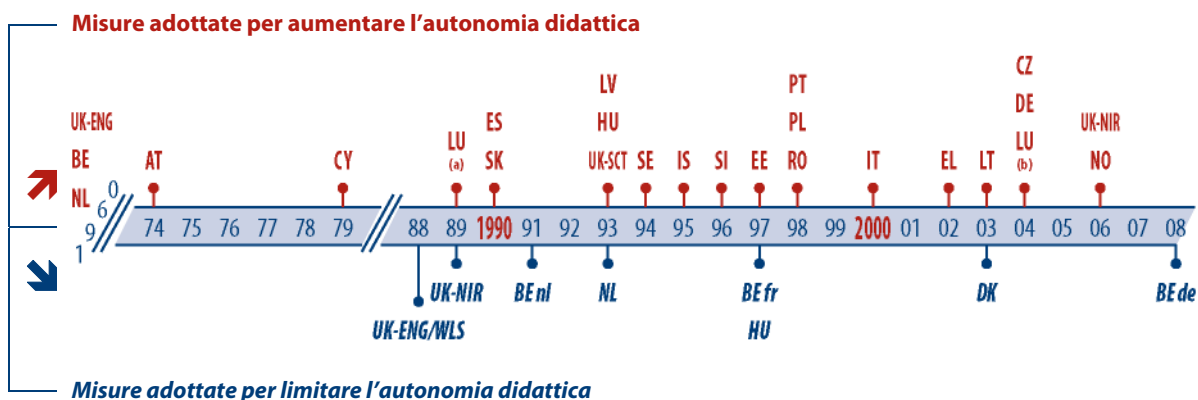 Misure adottate per aumentare l'autonomia didattica
CZ
LV PT DE
UK-ENG ES HU PL LU UK-NIR
BE AT CY LU (a) SK UK-SCT SE IS SI EE RO IT EL LT (b) NO
NL
1960 74 75 76 77 78 79 88 89 1990 91 92 93 94 95 96 97 98 99 2000 01 02 03 04 05 06 07 08
UK-NIR BE nl NL BE fr DK BE de
UK-ENG/WLS HU
Misure adottate per limitare l'autonomia didattica